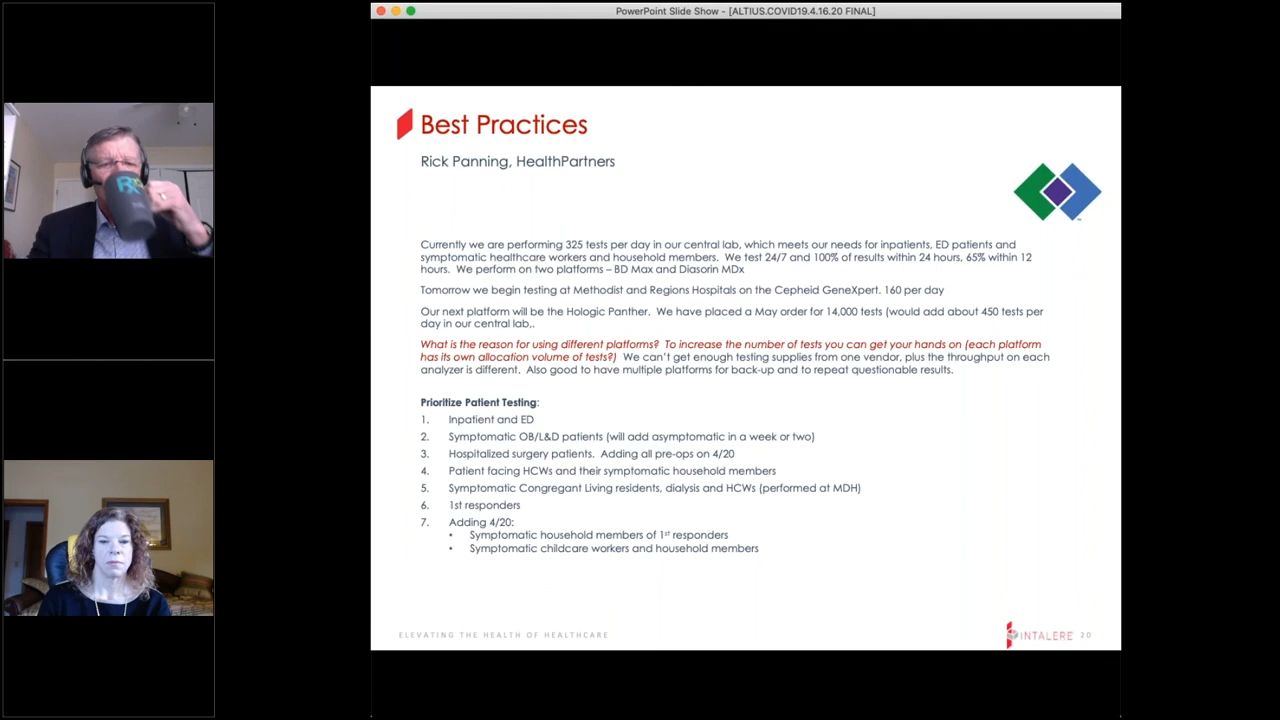 PowerPoint Slide Show - [ALTIUS.COVID19.4.16.20 FINAL]
Best Practices
Rick Panning, HealthPartners
Currently we are performing 325 tests per day in our central lab, which meets our needs for inpatients, ED patients and
symptomatic healthcare workers and household members.  We test 24/7 and 100% of results within 24 hours, 65% within 12
hours.  We perform on two platforms – BD Max and Diasorin MDx
Tomorrow we begin testing at Methodist and Regions Hospitals on the Cepheid GeneXpert. 160 per day
Our next platform will be the Hologic Panther.  We have placed a May order for 14,000 tests (would add about 450 tests per
day in our central lab,.
What is the reason for using different platforms?  To increase the number of tests you can get your hands on (each platform
has its own allocation volume of tests?)  We can't get enough testing supplies from one vendor, plus the throughput on each
analyzer is different.  Also good to have multiple platforms for back-up and to repeat questionable results.
Prioritize Patient Testing:
1. Inpatient and ED
2. Symptomatic OB/L&D patients (will add asymptomatic in a week or two)
3. Hospitalized surgery patients.  Adding all pre-ops on 4/20
4. Patient facing HCWs and their symptomatic household members
5. Symptomatic Congregant Living residents, dialysis and HCWs (performed at MDH)
6. 1st responders
7. Adding 4/20:
• Symptomatic household members of 1st responders
• Symptomatic childcare workers and household members
ELEVATING THE HEALTH OF HEALTHCARE
INTALERE 20